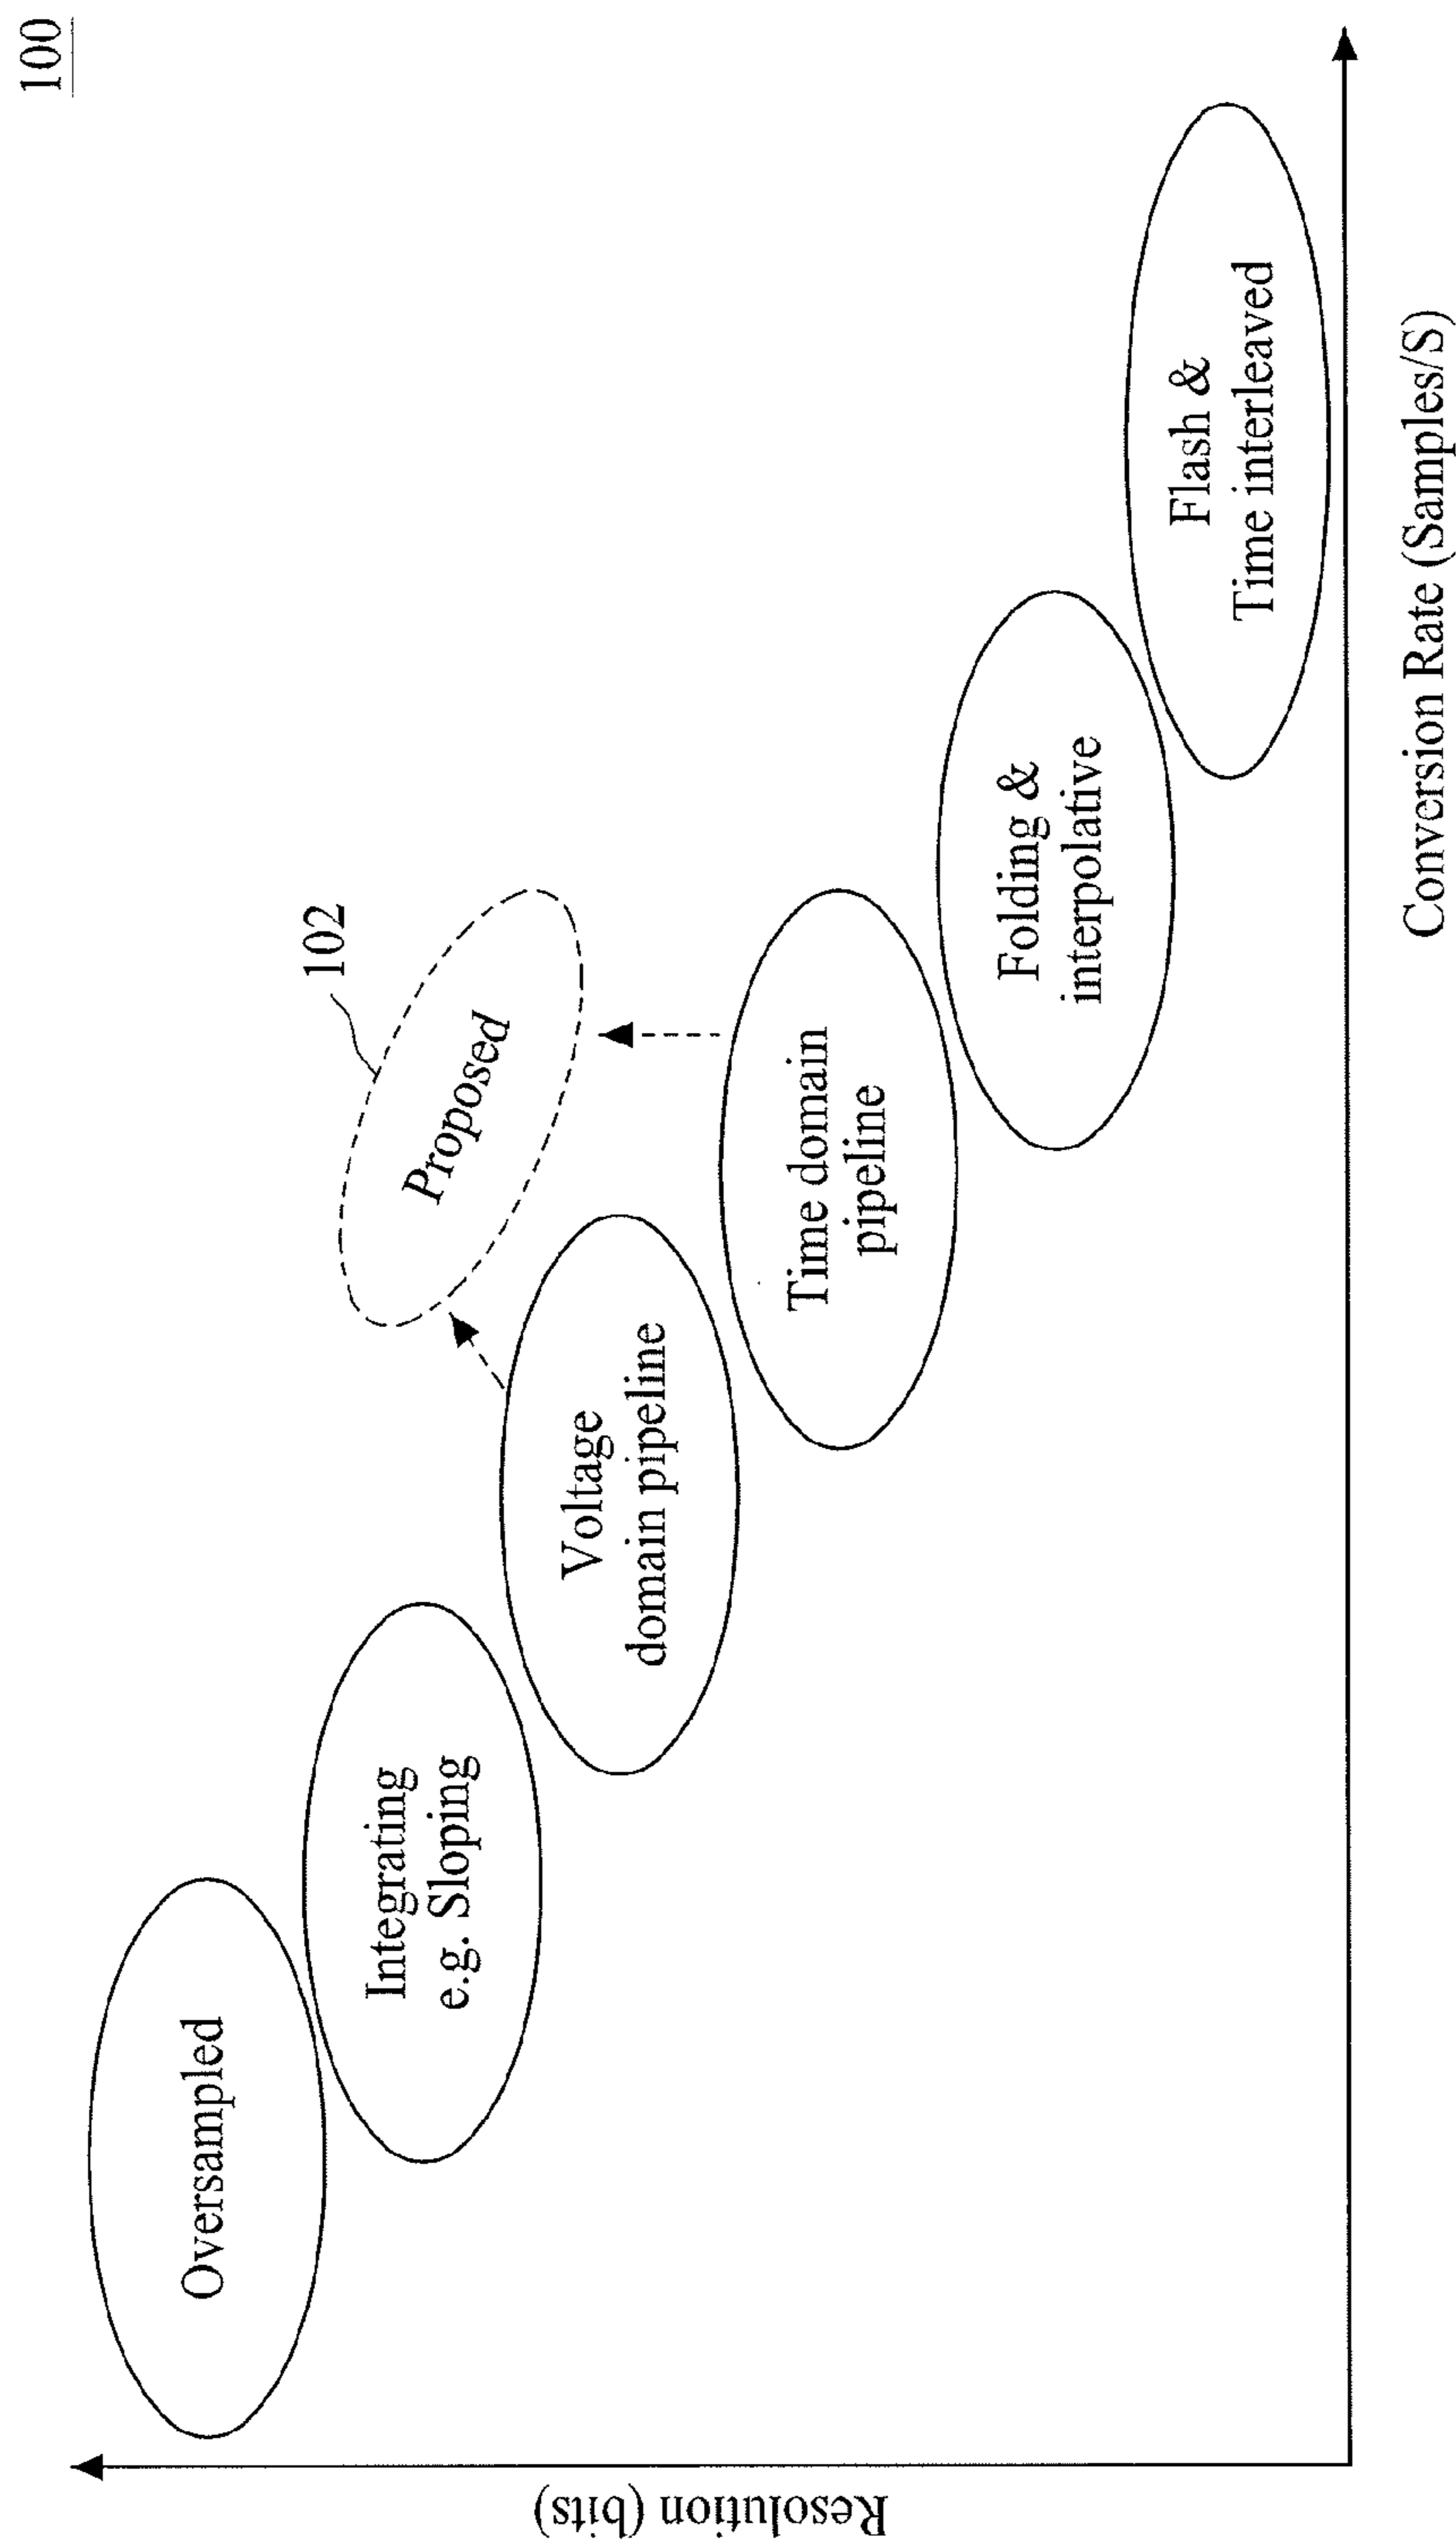 100
Oversampled
Integrating
e.g. Sloping
Voltage
domain pipeline
Proposed
102
Time domain
pipeline
Folding &
interpolative
Flash &
Time interleaved
Resolution (bits)
Conversion Rate (Samples/S)